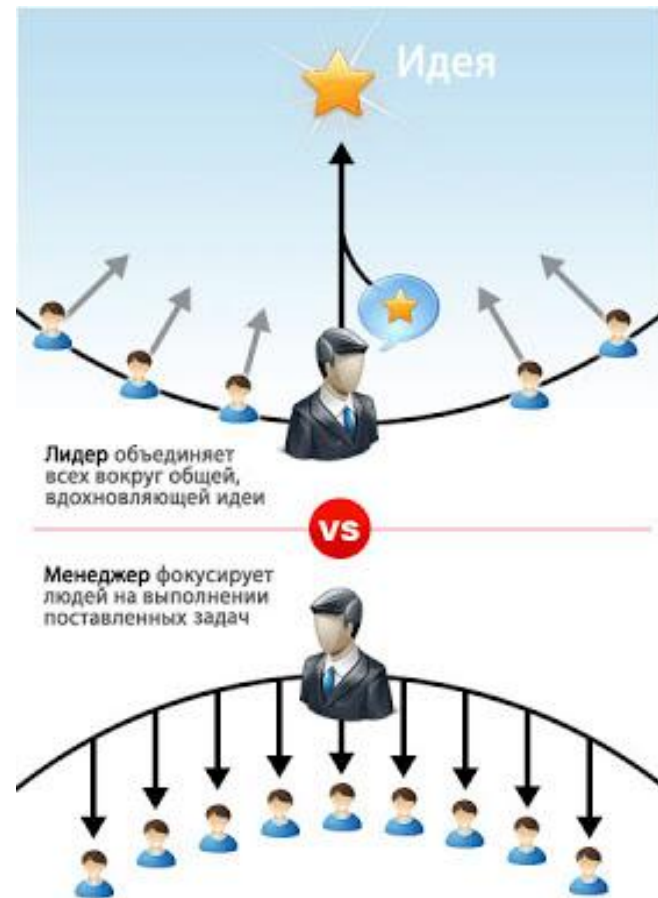 Идея
Лидер объединяет
всех вокруг общей,
вдохновляющей идеи
vs
Менеджер фокусирует
людей на выполнении
поставленных задач